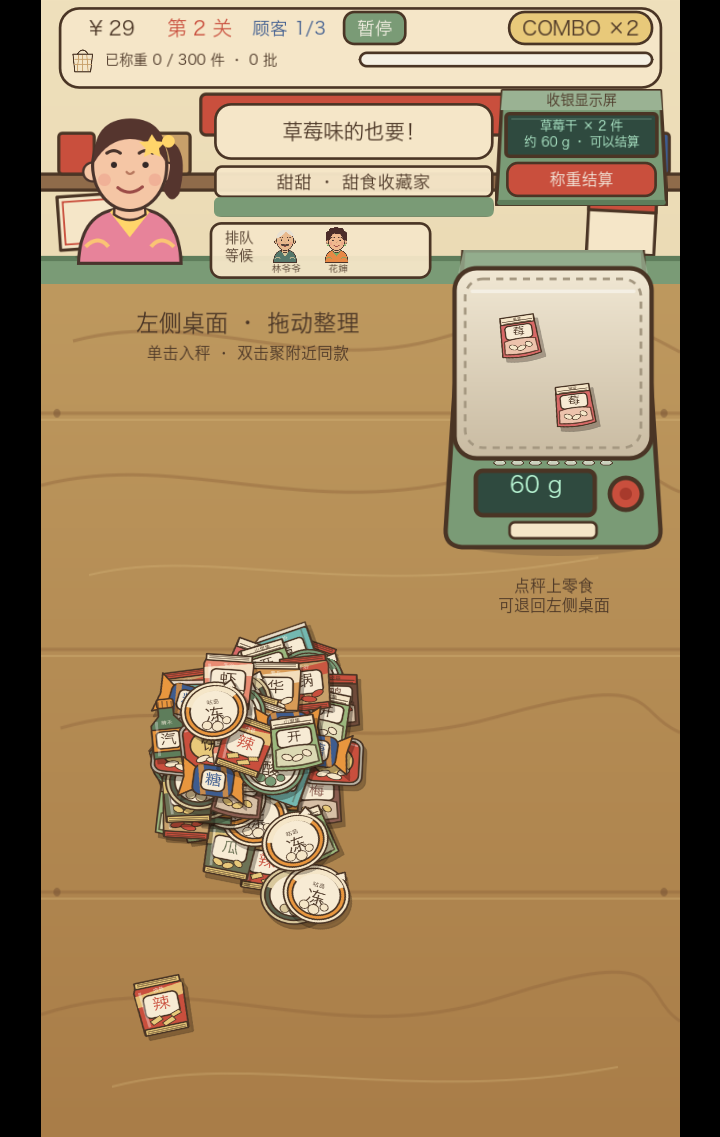 ¥ 29 第 2 关 顾客 1/3 暂停 COMBO ×2
已称重 0 / 300 件 · 0 批
收银显示屏
草莓味的也要!
草莓干 × 2 件
约 60 g · 可以结算
称重结算
甜甜 · 甜食收藏家
排队
等候
林爷爷 花婶
左侧桌面 · 拖动整理
单击入秤 · 双击聚附近同款
莓
莓
60 g
点秤上零食
可退回左侧桌面
虾
华
锅
冻
汽
辣
开
糖
梅
冻
瓜
辣
冻
辣